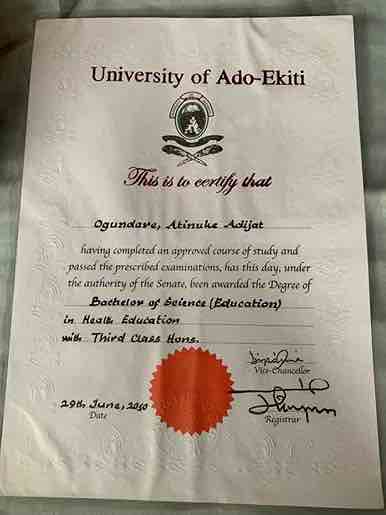 University of Ado-Ekiti
This is to certify that
Ogundare, Atinuke Adijat
having completed an approved course of study and
passed the prescribed examinations, has this day, under
the authority of the Senate, been awarded the Degree of
Bachelor of Science (Education)
in Health Education
with Third Class Hons.
Vice-Chancellor
29th June, 2010
Date
Registrar